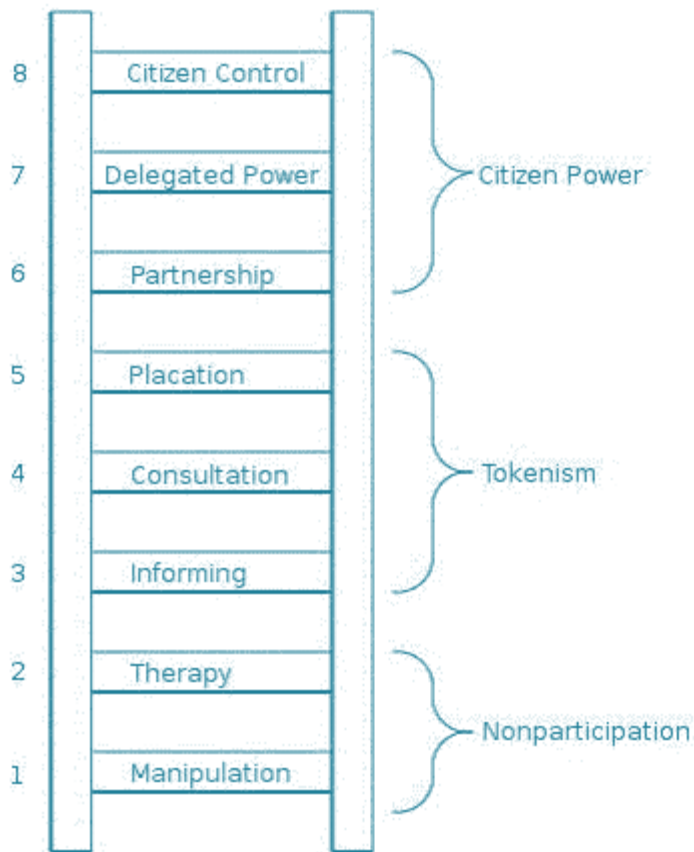 8 Citizen Control
7 Delegated Power Citizen Power
6 Partnership
5 Placation
4 Consultation Tokenism
3 Informing
2 Therapy
Nonparticipation
1 Manipulation